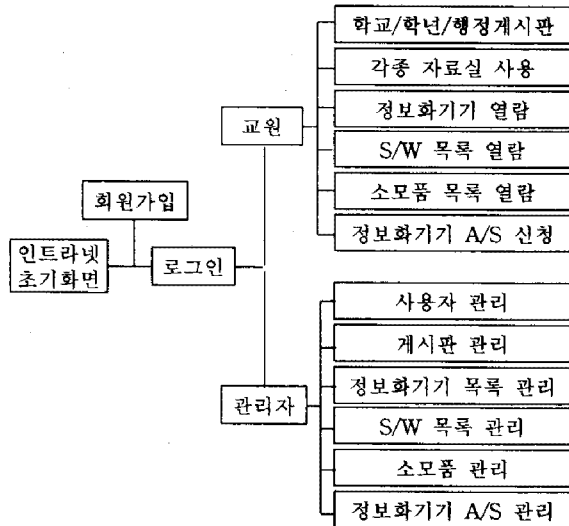 학교/학년/행정게시판
각종 자료실 사용
교원
정보화기기 열람
S/W 목록 열람
소모품 목록 열람
회원가입
정보화기기 A/S 신청
인트라넷
초기화면
로그인
사용자 관리
게시판 관리
정보화기기 목록 관리
관리자
S/W 목록 관리
소모품 관리
정보화기기 A/S 관리